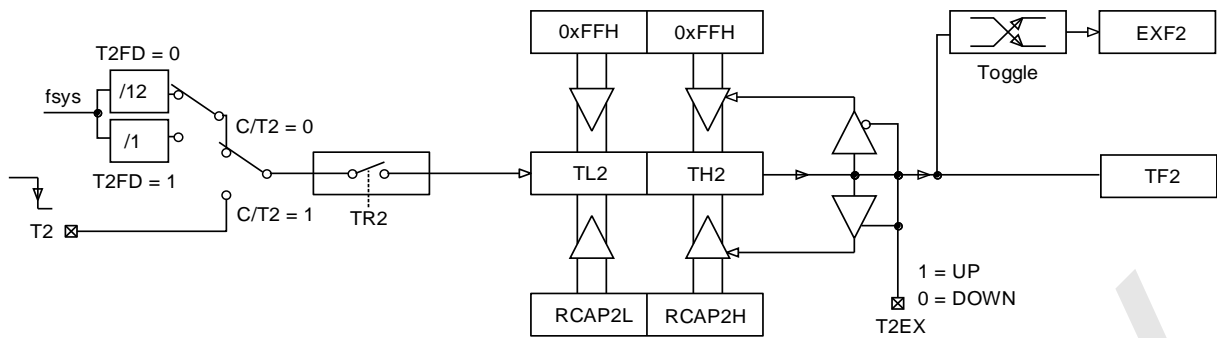 0xFFH 0xFFH EXF2
T2FD = 0
Toggle
fsys /12
/1 C/T2 = 0
TL2 TH2 TF2
T2FD = 1
C/T2 = 1 TR2
T2
1 = UP
0 = DOWN
RCAP2L RCAP2H
T2EX